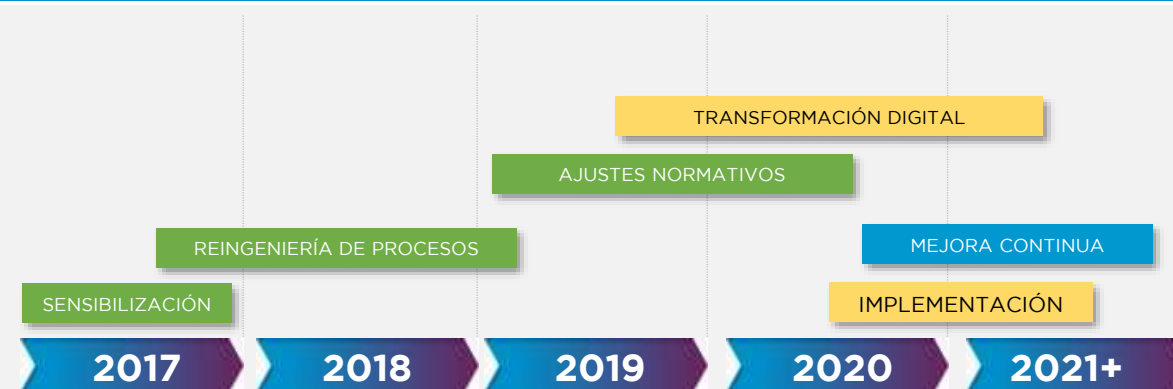 TRANSFORMACIÓN DIGITAL
AJUSTES NORMATIVOS
REINGENIERÍA DE PROCESOS
MEJORA CONTINUA
SENSIBILIZACIÓN
IMPLEMENTACIÓN
2017
2018
2019
2020
2021+